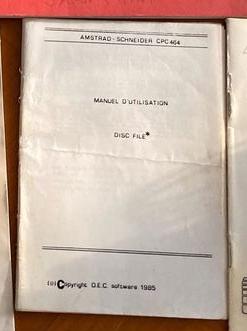 AMSTRAD - SCHNEIDER CPC 464
MANUEL D'UTILISATION
DISC FILE*
Copyright D.E.C. software 1985